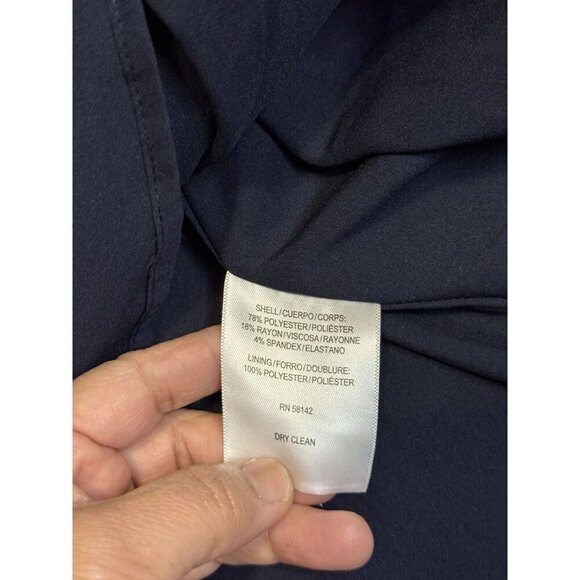 SHELL/CUERPO/CORPS:
78% POLYESTER/POLIÉSTER
18% RAYON/VISCOSA/RAYONNE
4% SPANDEX/ELASTANO
LINING/FORRO/DOUBLURE:
100% POLYESTER/POLIÉSTER
RN 58142
DRY CLEAN